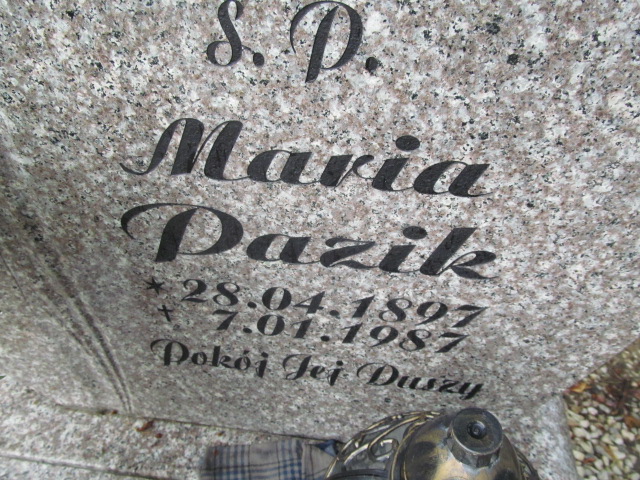 Ś. P.
Maria
Pazik
* 28.04.1897
✝ 7.01.1987
Pokój Jej Duszy